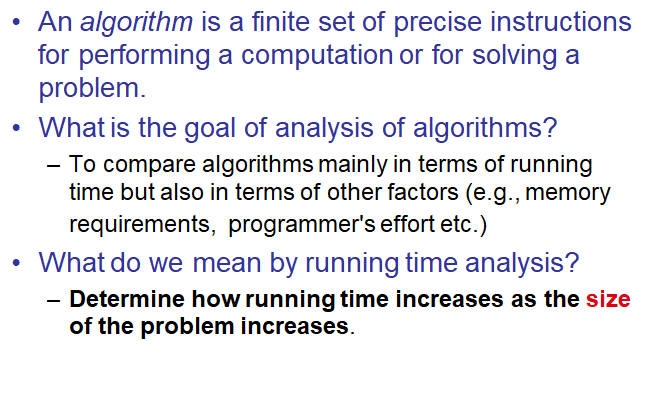 • An algorithm is a finite set of precise instructions
for performing a computation or for solving a
problem.
• What is the goal of analysis of algorithms?
– To compare algorithms mainly in terms of running
time but also in terms of other factors (e.g., memory
requirements, programmer's effort etc.)
• What do we mean by running time analysis?
– Determine how running time increases as the size
of the problem increases.